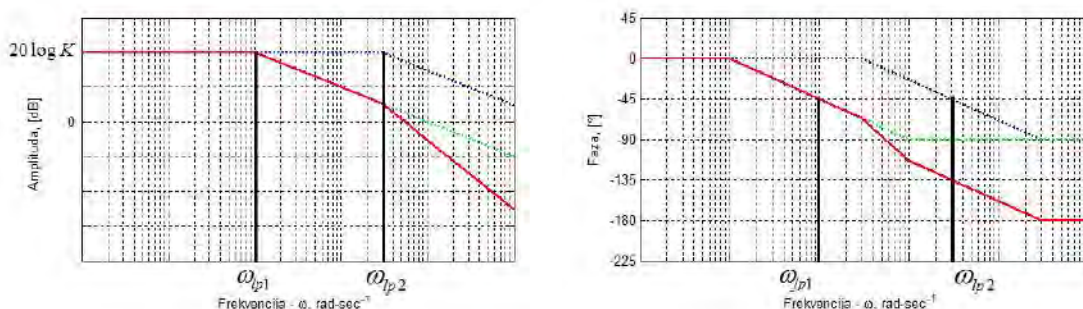 20 log K
0
Amplituda, [dB]
ω_lp1
ω_lp2
Frekvencija - ω, rad-sec⁻¹
45
0
-45
-90
-135
-180
225
Faza, [°]
ω_lp1
ω_lp2
Frekvencija - ω, rad-sec⁻¹